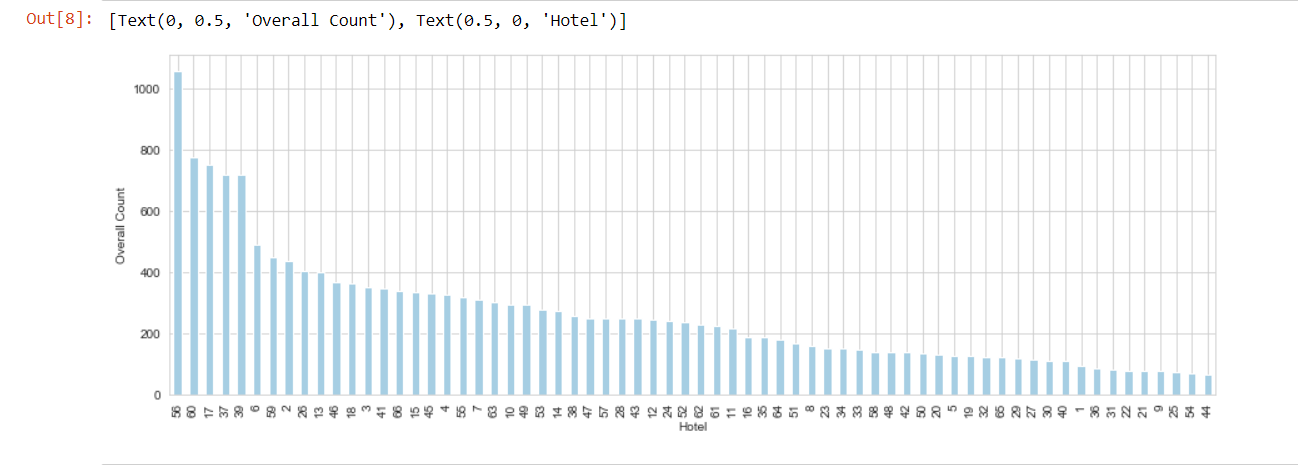 Out[8]: [Text(0, 0.5, 'Overall Count'), Text(0.5, 0, 'Hotel')]
1000
800
600
400
200
0
Overall Count
56 60 17 37 39 6 59 2 26 13 46 18 3 41 66 15 45 4 55 7 63 10 49 53 14 38 47 57 28 43 12 24 52 62 61 11 16 35 64 51 8 23 34 33 58 48 42 50 20 5 19 32 65 29 27 30 40 1 36 31 22 21 9 25 54 44
Hotel